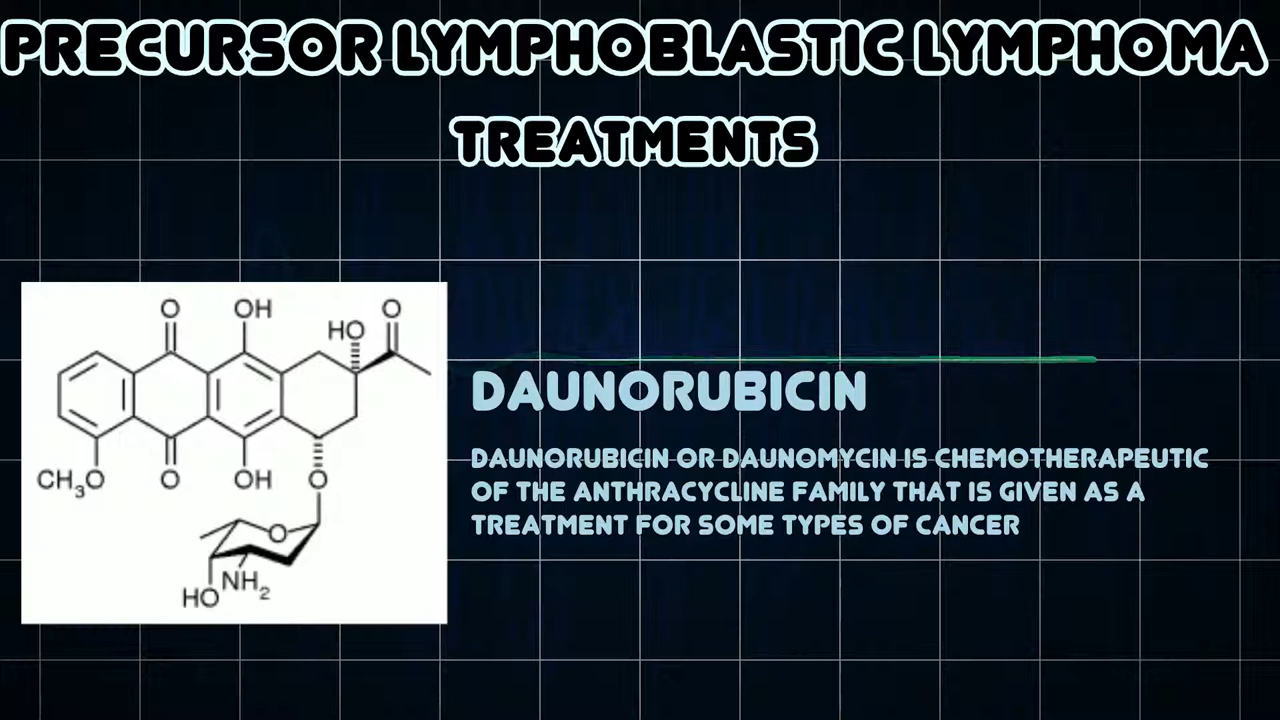 PRECURSOR LYMPHOBLASTIC LYMPHOMA
TREATMENTS
O
OH
HO
O
CH3O
O
OH
O
O
NH2
HO
DAUNORUBICIN
DAUNORUBICIN OR DAUNOMYCIN IS CHEMOTHERAPEUTIC
OF THE ANTHRACYCLINE FAMILY THAT IS GIVEN AS A
TREATMENT FOR SOME TYPES OF CANCER